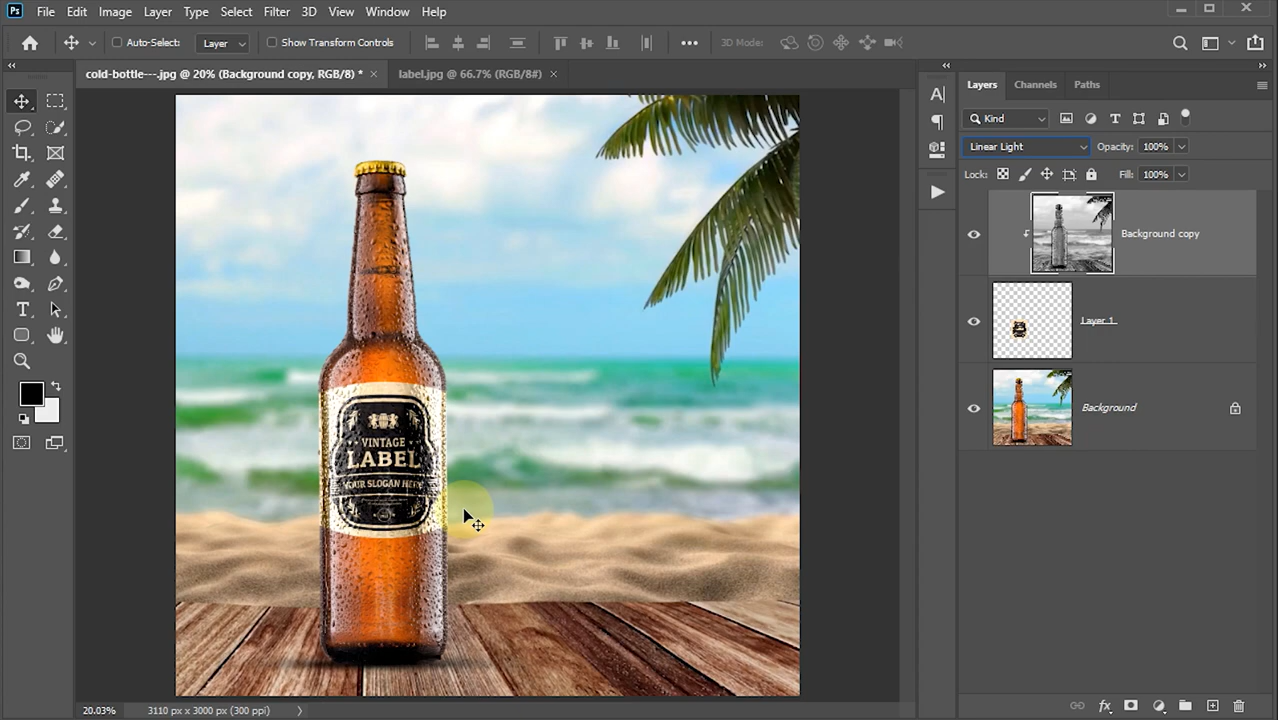 Ps File Edit Image Layer Type Select Filter 3D View Window Help
Auto-Select: Layer Show Transform Controls 3D Mode:
cold-bottle---.jpg @ 20% (Background copy, RGB/8) * × label.jpg @ 66.7% (RGB/8#) ×
Layers Channels Paths
Kind
Linear Light Opacity: 100%
Lock: Fill: 100%
Background copy
Layer 1
Background
VINTAGE
LABEL
YOUR SLOGAN HERE
20.03% 3110 px x 3000 px (300 ppi)